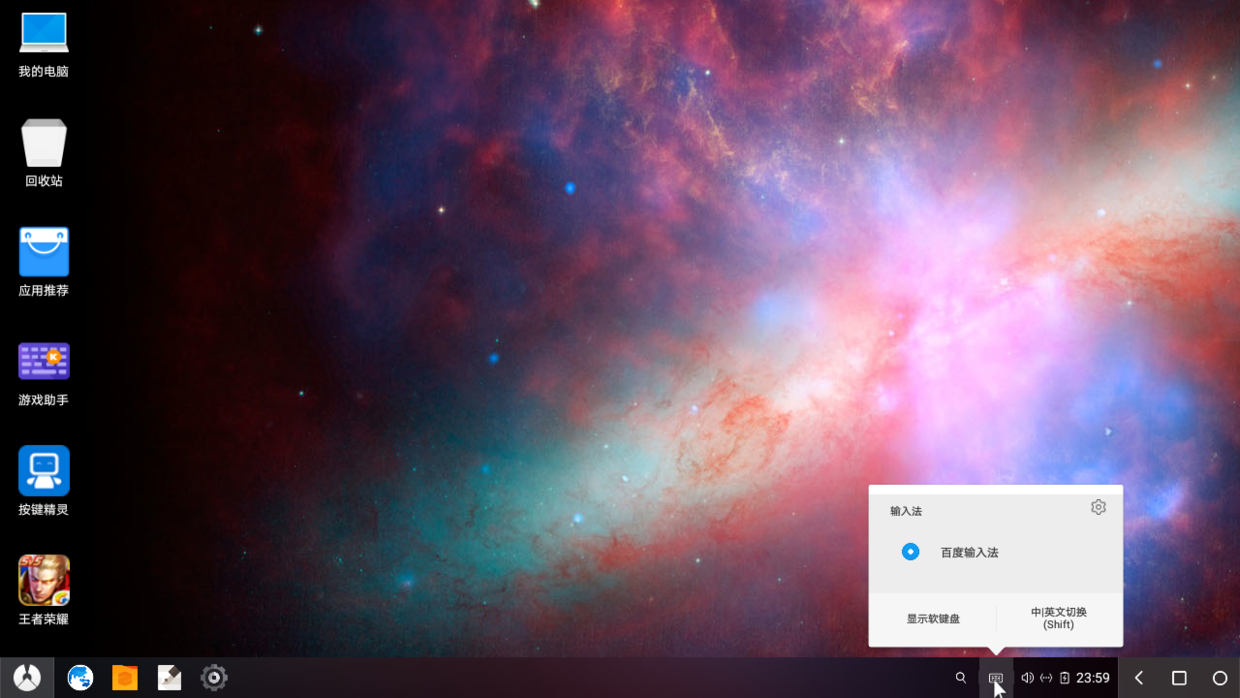 我的电脑
回收站
应用推荐
游戏助手
按键精灵
5V5
王者荣耀
输入法
百度输入法
显示软键盘
中|英文切换
(Shift)
23:59